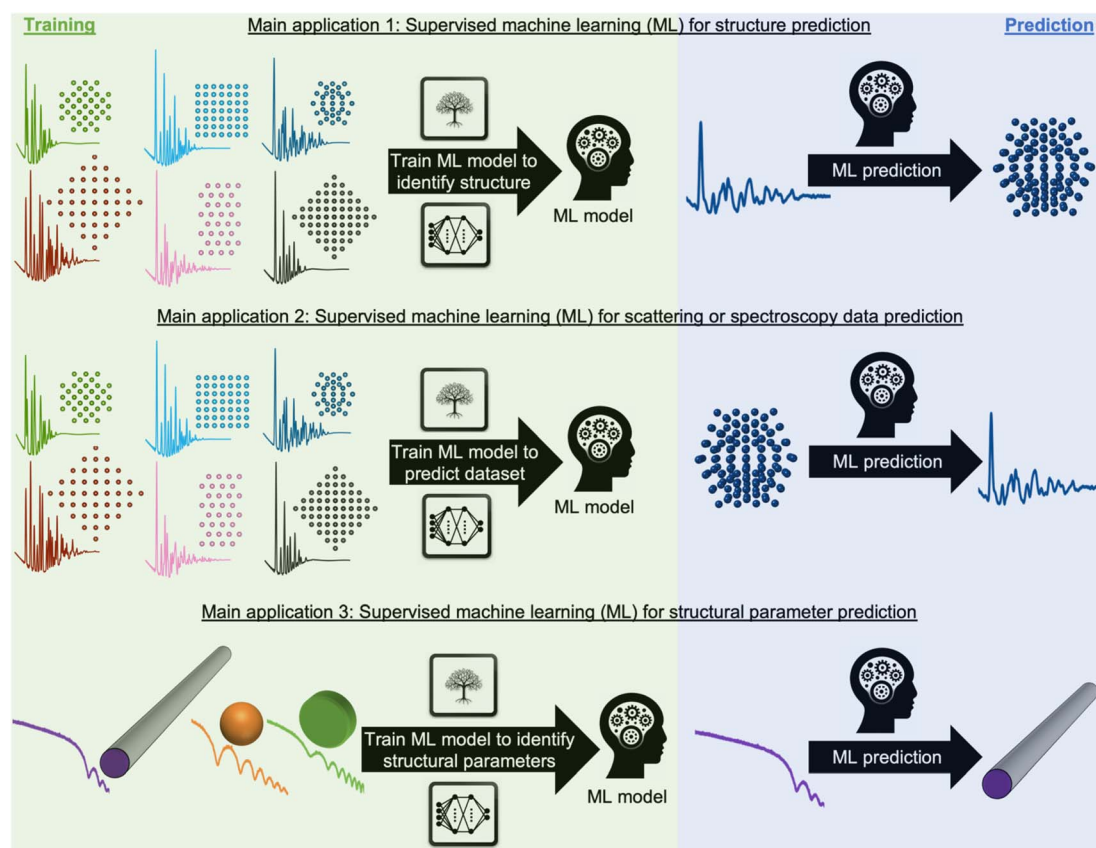 Training
Main application 1: Supervised machine learning (ML) for structure prediction
Prediction
Train ML model to
identify structure
ML model
ML prediction
Main application 2: Supervised machine learning (ML) for scattering or spectroscopy data prediction
Train ML model to
predict dataset
ML model
ML prediction
Main application 3: Supervised machine learning (ML) for structural parameter prediction
Train ML model to identify
structural parameters
ML model
ML prediction